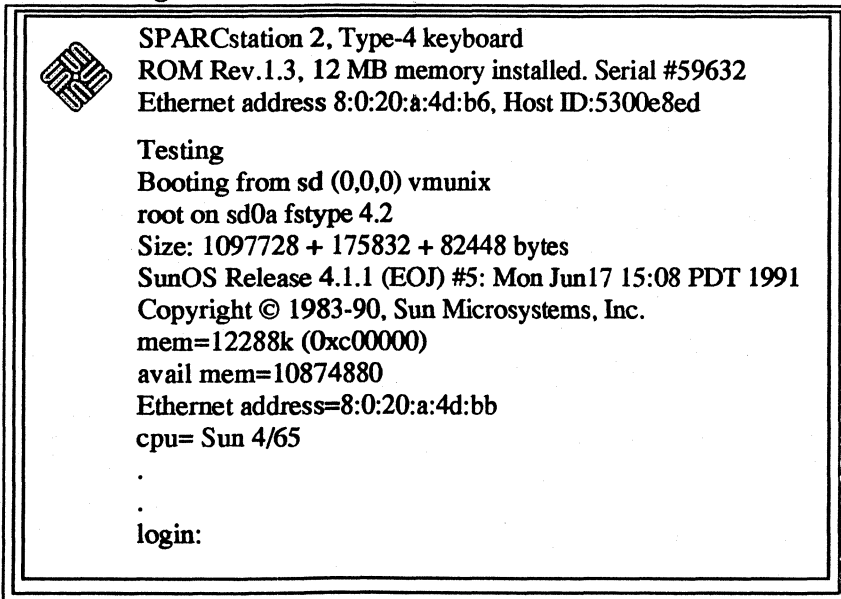 SPARCstation 2, Type-4 keyboard
ROM Rev.1.3, 12 MB memory installed. Serial #59632
Ethernet address 8:0:20:a:4d:b6, Host ID:5300e8ed
Testing
Booting from sd (0,0,0) vmunix
root on sd0a fstype 4.2
Size: 1097728 + 175832 + 82448 bytes
SunOS Release 4.1.1 (EOJ) #5: Mon Jun17 15:08 PDT 1991
Copyright © 1983-90, Sun Microsystems, Inc.
mem=12288k (0xc00000)
avail mem=10874880
Ethernet address=8:0:20:a:4d:bb
cpu= Sun 4/65
.
.
login: